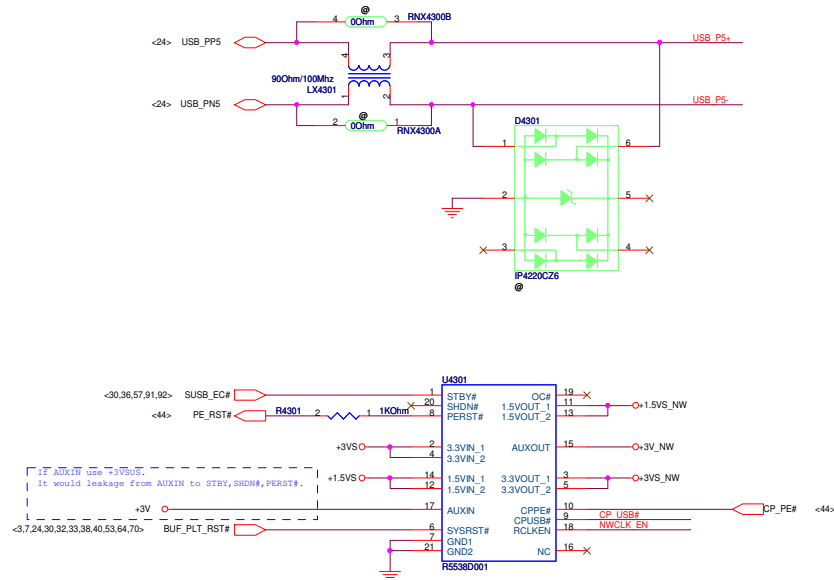 @
4 0Ohm 3 RNX4300B
<24> USB_PP5 USB_P5+
4 3
90Ohm/100Mhz
LX4301
1 2
<24> USB_PN5 USB_P5-
@
2 0Ohm 1 RNX4300A
D4301
1 6
2 5
3 4
IP4220CZ6
@
U4301
<30,36,57,91,92> SUSB_EC# 1 STBY# OC# 19
20 SHDN# 1.5VOUT_1 11 +1.5VS_NW
<44> PE_RST# R4301 2 1 1KOhm 8 PERST# 1.5VOUT_2 13
+3VS 2 3.3VIN_1 AUXOUT 15 +3V_NW
4 3.3VIN_2
If AUXIN use +3VSUS.
It would leakage from AUXIN to STBY,SHDN#,PERST#.
+1.5VS 14 1.5VIN_1 3.3VOUT_1 3 +3VS_NW
12 1.5VIN_2 3.3VOUT_2 5
+3V 17 AUXIN CPPE# 10 CP_PE# <44>
CPUSB# 9 CP_USB#
<3,7,24,30,32,33,38,40,53,64,70> BUF_PLT_RST# 6 SYSRST# RCLKEN 18 NWCLK_EN
7 GND1
21 GND2 NC 16
R5538D001